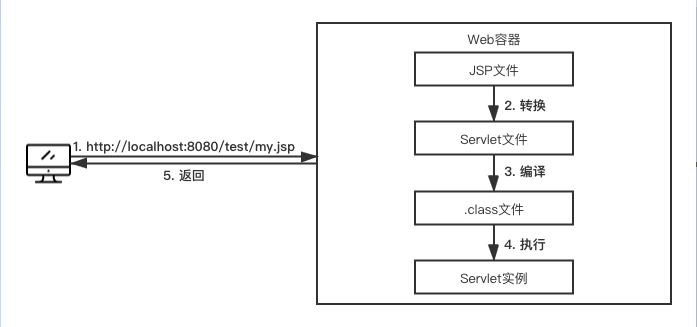 Web容器
JSP文件
2. 转换
1. http://localhost:8080/test/my.jsp
Servlet文件
3. 编译
5. 返回
.class文件
4. 执行
Servlet实例